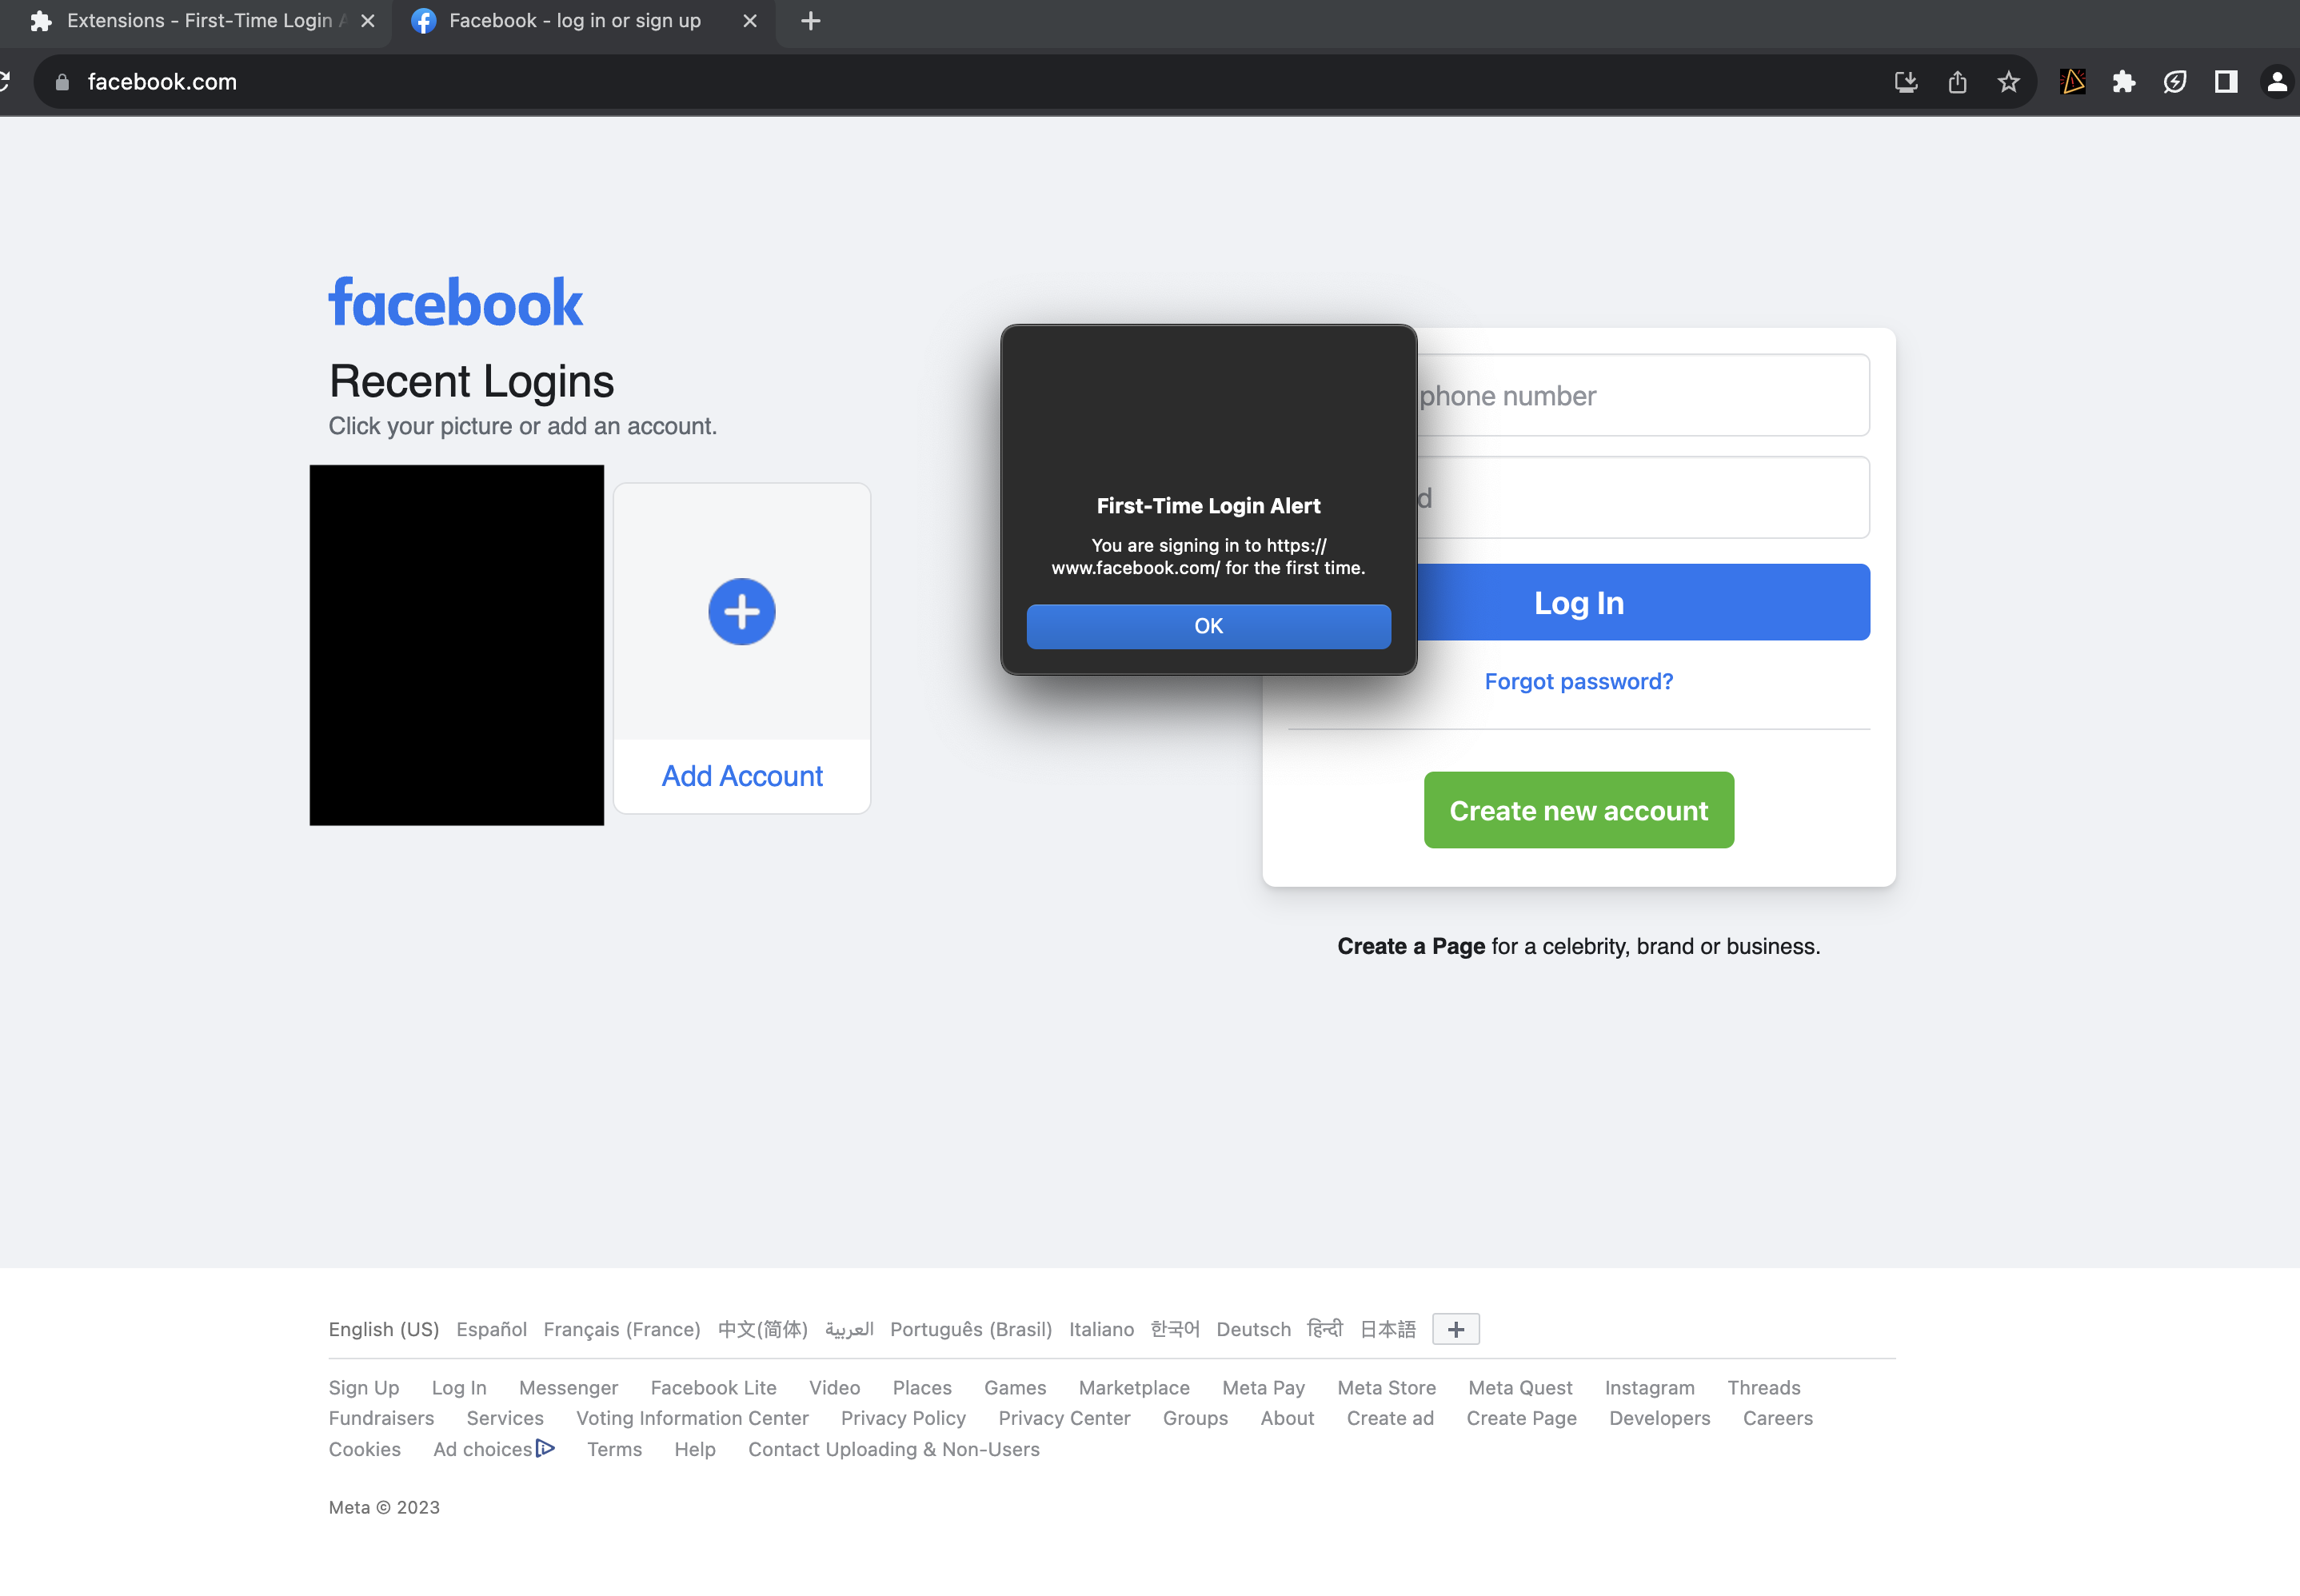 Extensions - First-Time Login
Facebook - log in or sign up
facebook.com
facebook
Recent Logins
Click your picture or add an account.
Add Account
First-Time Login Alert
You are signing in to https://
www.facebook.com/ for the first time.
OK
phone number
d
Log In
Forgot password?
Create new account
Create a Page for a celebrity, brand or business.
English (US) Español Français (France) 中文(简体) العربية Português (Brasil) Italiano 한국어 Deutsch हिन्दी 日本語
Sign Up Log In Messenger Facebook Lite Video Places Games Marketplace Meta Pay Meta Store Meta Quest Instagram Threads
Fundraisers Services Voting Information Center Privacy Policy Privacy Center Groups About Create ad Create Page Developers Careers
Cookies Ad choices Terms Help Contact Uploading & Non-Users
Meta © 2023